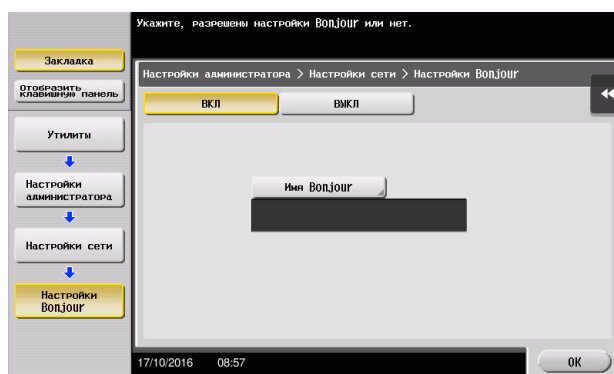 Укажите, разрешены настройки Bonjour или нет.
Закладка
Отобразить
клавишную панель
Настройки администратора > Настройки сети > Настройки Bonjour
ВКЛ
ВЫКЛ
Утилиты
Имя Bonjour
Настройки
администратора
Настройки сети
Настройки
Bonjour
17/10/2016 08:57
OK